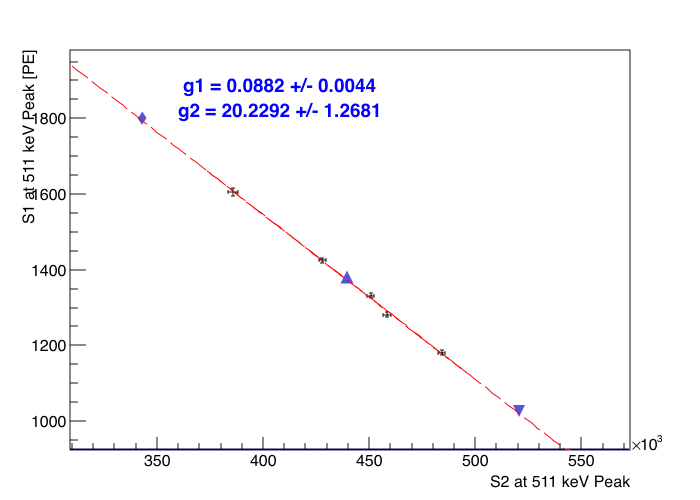 g1 = 0.0882 +/- 0.0044
g2 = 20.2292 +/- 1.2681
S1 at 511 keV Peak [PE]
1800
1600
1400
1200
1000
350 400 450 500 550
×10³
S2 at 511 keV Peak